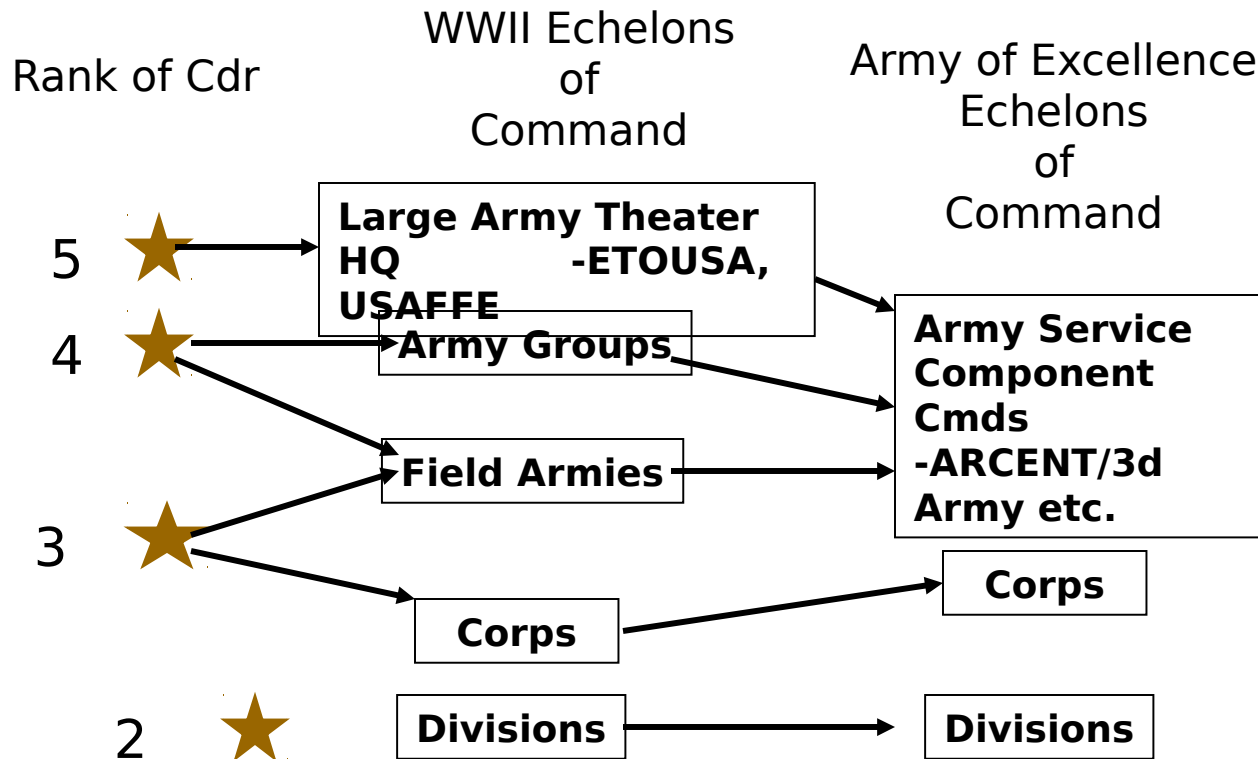 Rank of Cdr
WWII Echelons
of
Command
Army of Excellence
Echelons
of
Command
5
Large Army Theater
HQ -ETOUSA,
USAFFE
4
Army Groups
Army Service
Component
Cmds
-ARCENT/3d
Army etc.
Field Armies
3
Corps
Corps
2
Divisions
Divisions